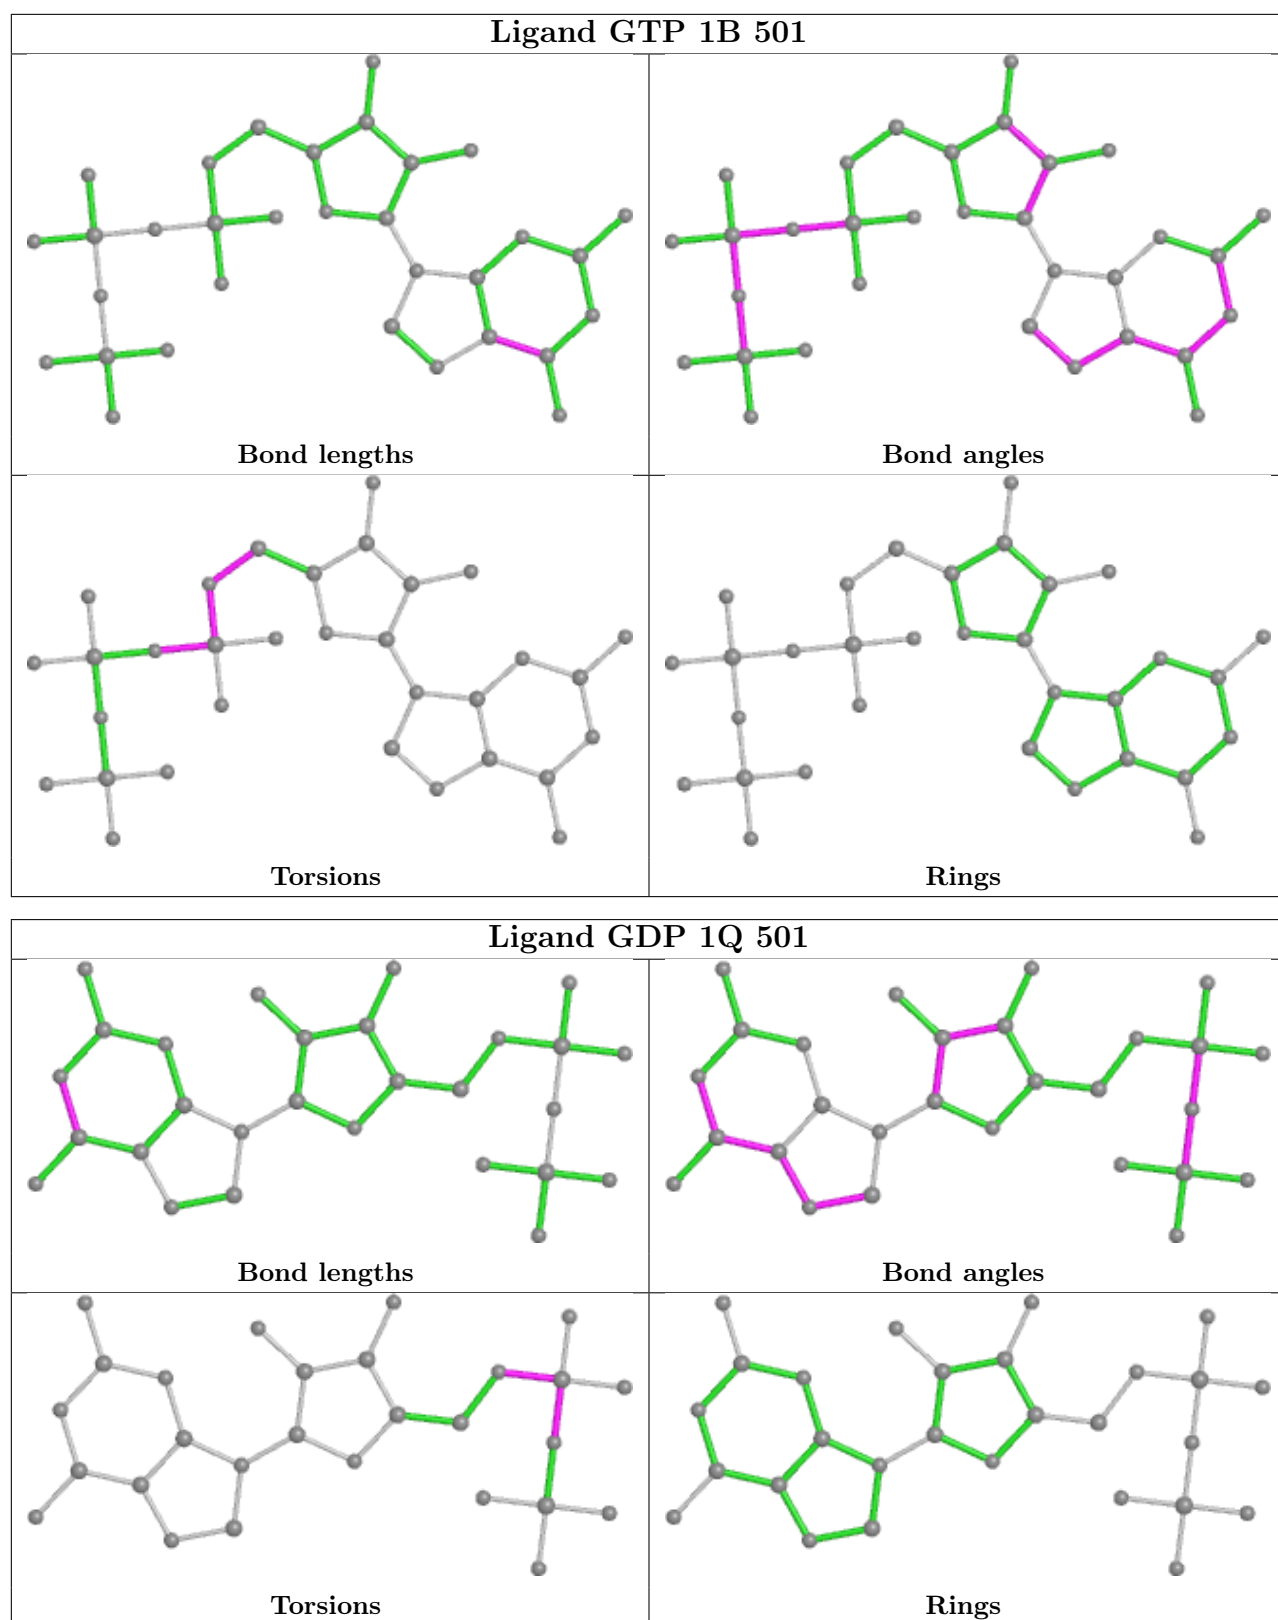 Ligand GTP 1B 501
Bond lengths
Bond angles
Torsions
Rings
Ligand GDP 1Q 501
Bond lengths
Bond angles
Torsions
Rings